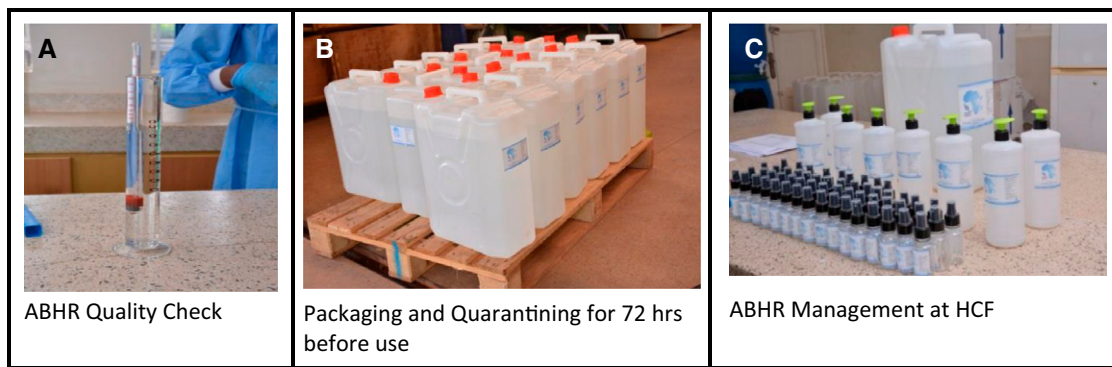 A
B
C
ABHR Quality Check
Packaging and Quarantining for 72 hrs
before use
ABHR Management at HCF